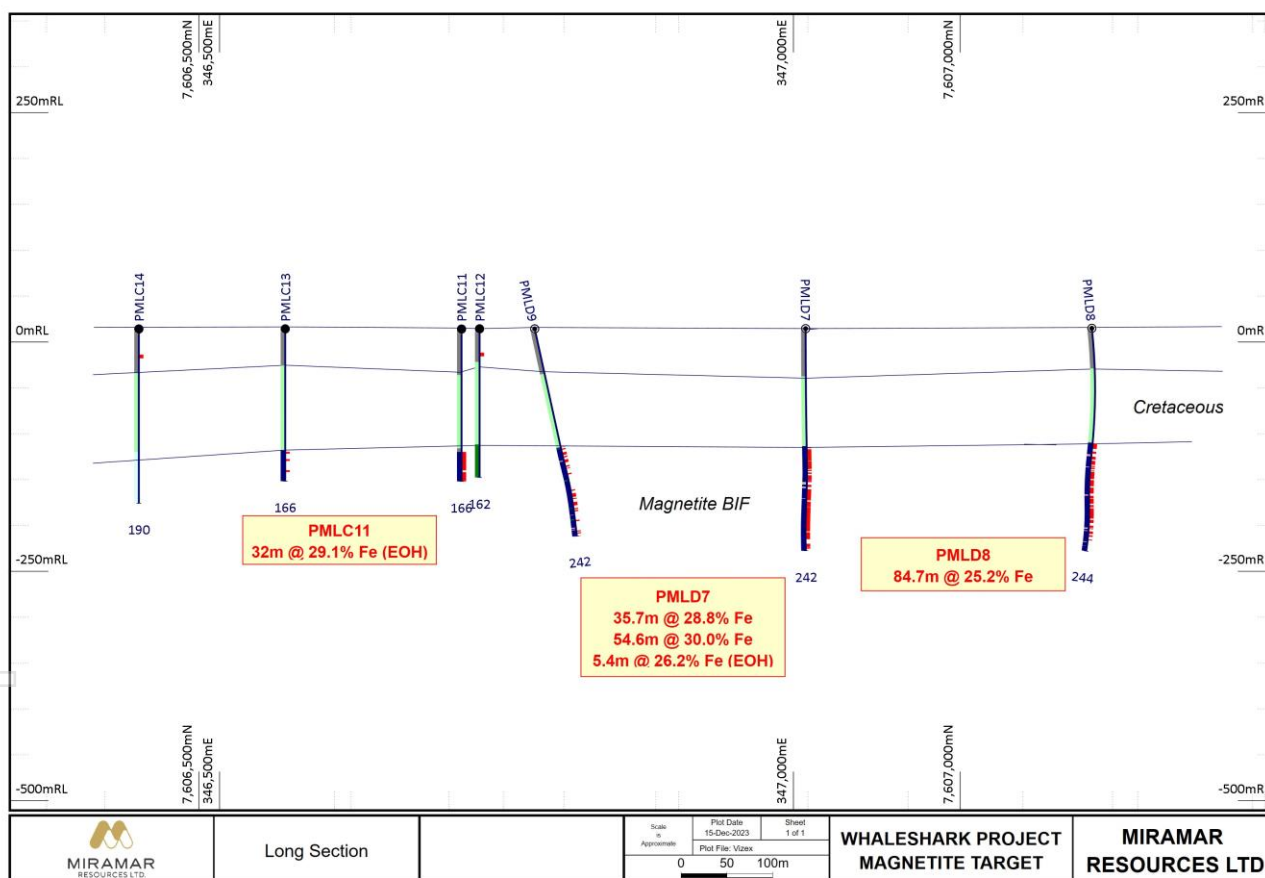 7,606,500mN
346,500mE
347,000mE
7,607,000mN
250mRL
250mR
PMLC14
PMLC13
PMLC11
PMLC12
PMLD9
PMLD7
PMLD8
0mRL
0mR
Cretaceous
Magnetite BIF
190
166
166
162
242
242
244
PMLC11
32m @ 29.1% Fe (EOH)
PMLD7
35.7m @ 28.8% Fe
54.6m @ 30.0% Fe
5.4m @ 26.2% Fe (EOH)
PMLD8
84.7m @ 25.2% Fe
-250mRL
-250mR
7,606,500mN
346,500mE
347,000mE
7,607,000mN
-500mRL
-500mR
MIRAMAR
RESOURCES LTD.
Long Section
Scale
is
Approximate
Plot Date
15-Dec-2023
Sheet
1 of 1
Plot File: Vizex
0 50 100m
WHALESHARK PROJECT
MAGNETITE TARGET
MIRAMAR
RESOURCES LTD